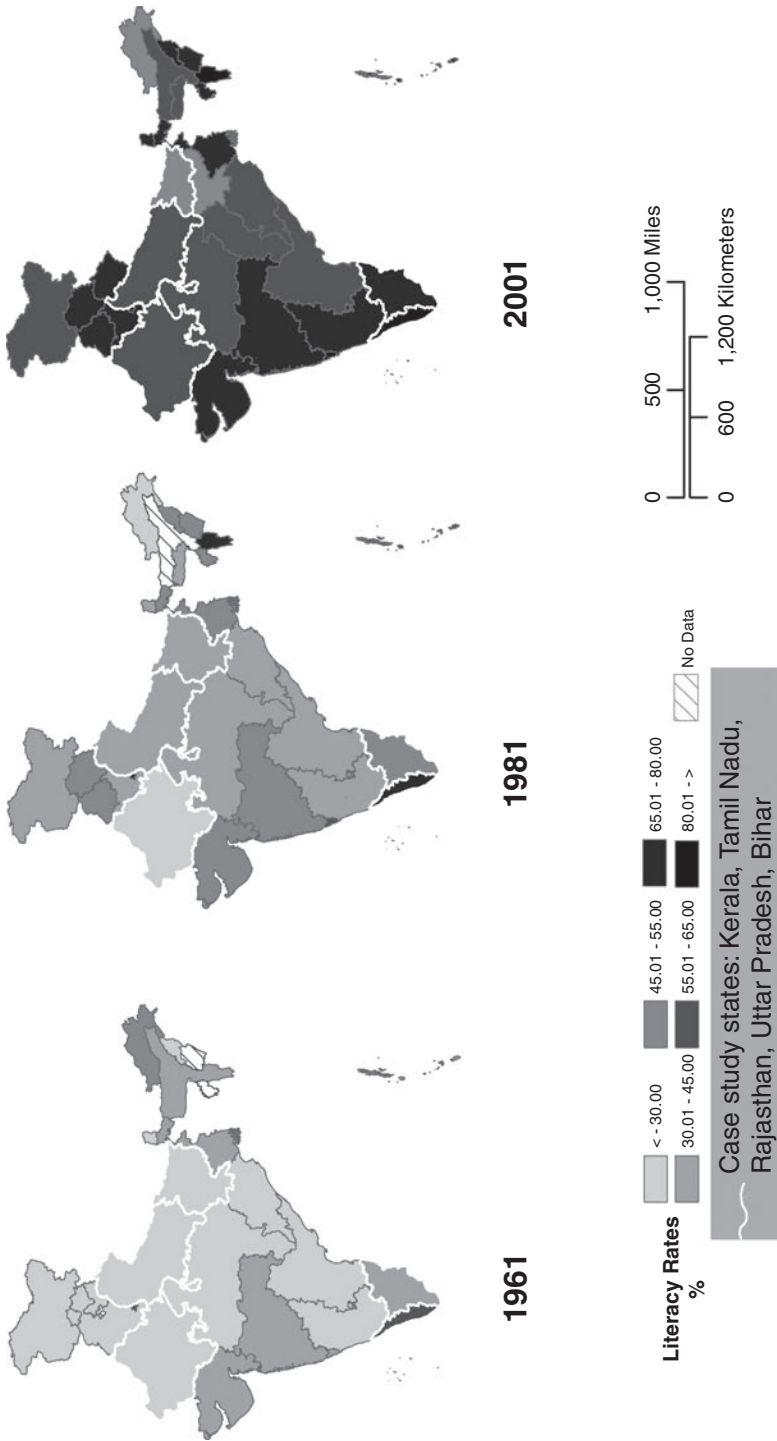 1961
1981
2001
Literacy Rates
%
< - 30.00
45.01 - 55.00
65.01 - 80.00
30.01 - 45.00
55.01 - 65.00
80.01 - >
No Data
Case study states: Kerala, Tamil Nadu,
Rajasthan, Uttar Pradesh, Bihar
0 500 1,000 Miles
0 600 1,200 Kilometers